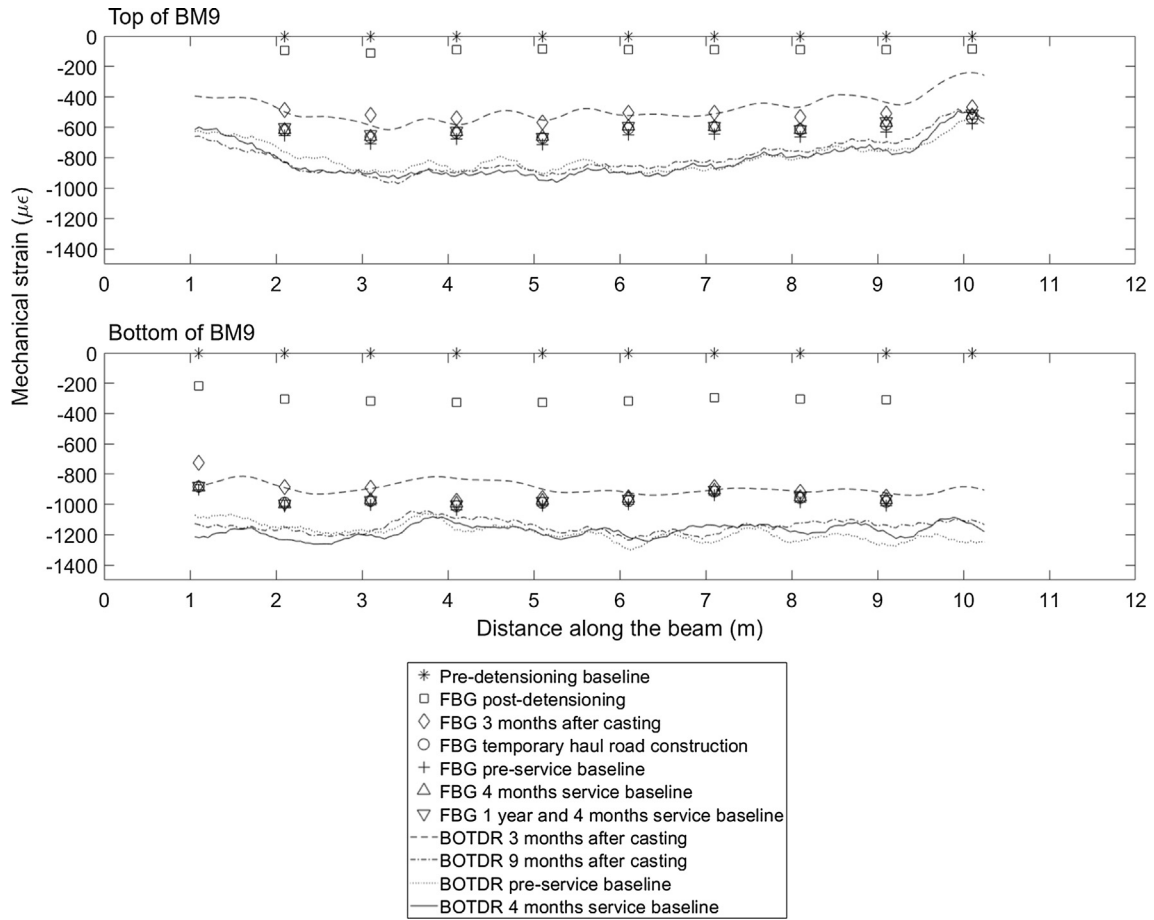 Top of BM9
0
-200
-400
-600
-800
-1000
-1200
-1400
0 1 2 3 4 5 6 7 8 9 10 11 12
Mechanical strain (με)
Bottom of BM9
0
-200
-400
-600
-800
-1000
-1200
-1400
0 1 2 3 4 5 6 7 8 9 10 11 12
Distance along the beam (m)
Pre-detensioning baseline
FBG post-detensioning
FBG 3 months after casting
FBG temporary haul road construction
FBG pre-service baseline
FBG 4 months service baseline
FBG 1 year and 4 months service baseline
BOTDR 3 months after casting
BOTDR 9 months after casting
BOTDR pre-service baseline
BOTDR 4 months service baseline